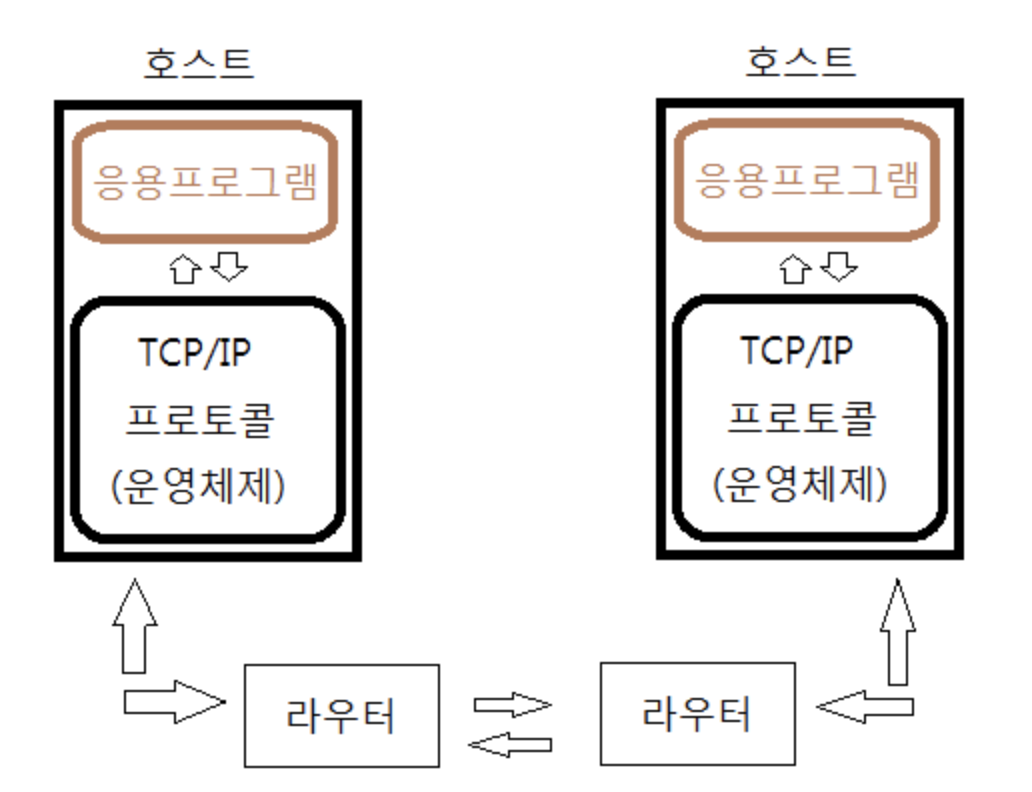 호스트
호스트
응용프로그램
응용프로그램
TCP/IP
프로토콜
(운영체제)
TCP/IP
프로토콜
(운영체제)
라우터
라우터